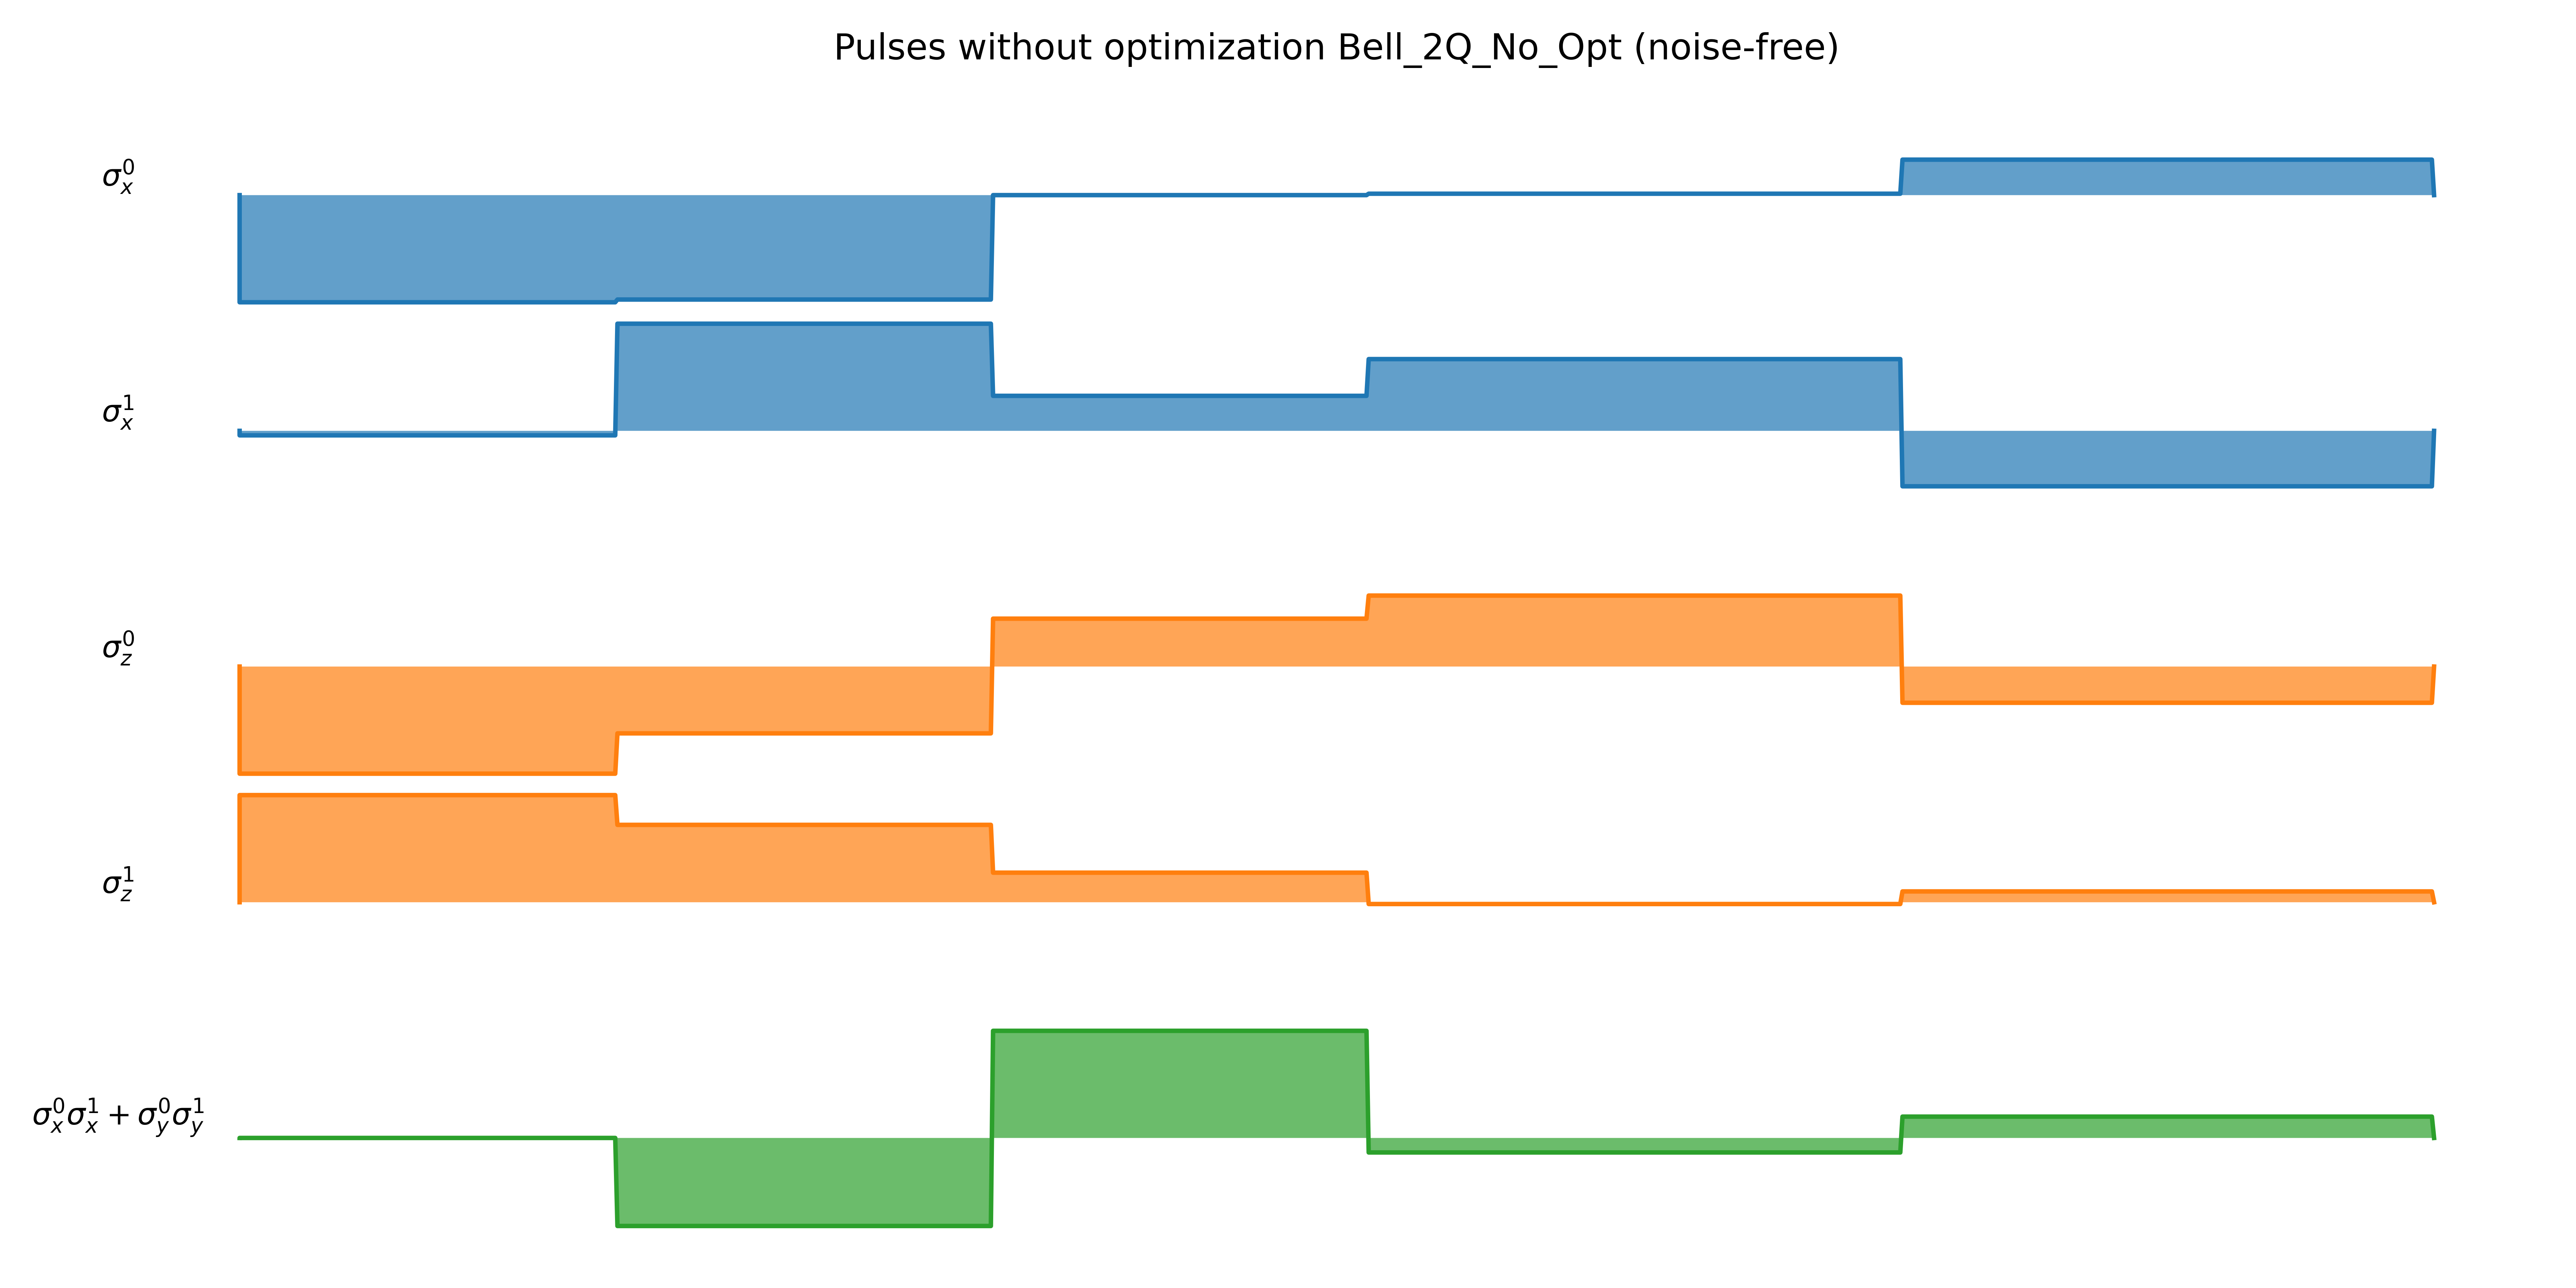 Pulses without optimization Bell_2Q_No_Opt (noise-free)
σ_x^0
σ_x^1
σ_z^0
σ_z^1
σ_x^0σ_x^1 + σ_y^0σ_y^1